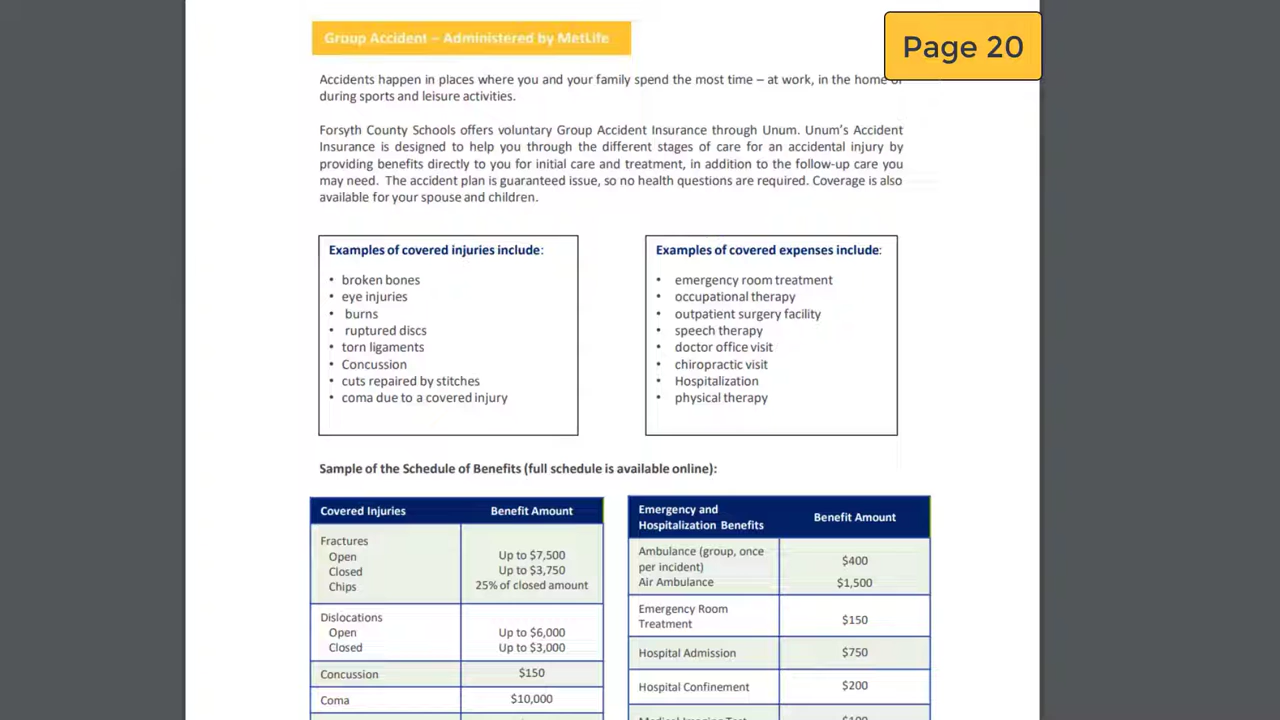 Group Accident – Administered by MetLife
Page 20
Accidents happen in places where you and your family spend the most time – at work, in the home or
during sports and leisure activities.
Forsyth County Schools offers voluntary Group Accident Insurance through Unum. Unum’s Accident
Insurance is designed to help you through the different stages of care for an accidental injury by
providing benefits directly to you for initial care and treatment, in addition to the follow-up care you
may need. The accident plan is guaranteed issue, so no health questions are required. Coverage is also
available for your spouse and children.
Examples of covered injuries include:
• broken bones
• eye injuries
• burns
• ruptured discs
• torn ligaments
• Concussion
• cuts repaired by stitches
• coma due to a covered injury
Examples of covered expenses include:
• emergency room treatment
• occupational therapy
• outpatient surgery facility
• speech therapy
• doctor office visit
• chiropractic visit
• Hospitalization
• physical therapy
Sample of the Schedule of Benefits (full schedule is available online):
Covered Injuries Benefit Amount
Fractures
Open Up to $7,500
Closed Up to $3,750
Chips 25% of closed amount
Dislocations
Open Up to $6,000
Closed Up to $3,000
Concussion $150
Coma $10,000
Emergency and
Hospitalization Benefits Benefit Amount
Ambulance (group, once
per incident) $400
Air Ambulance $1,500
Emergency Room
Treatment $150
Hospital Admission $750
Hospital Confinement $200